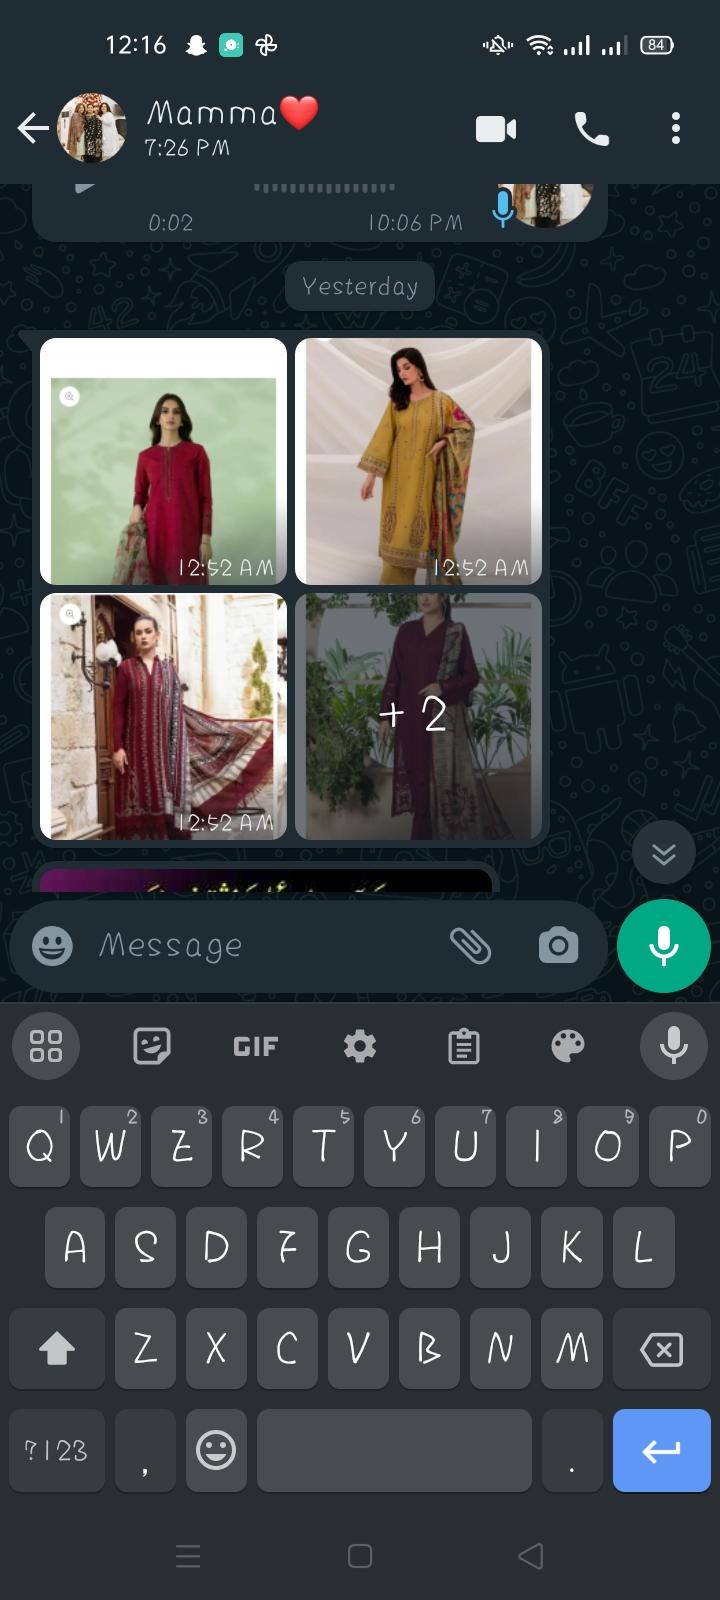 12:16
84
Mamma❤️
7:26 PM
0:02 10:06 PM
Yesterday
12:52 AM
12:52 AM
12:52 AM
+ 2
Message
GIF
Q 1 W 2 E 3 R 4 T 5 Y 6 U 7 I 8 O 9 P 0
A S D F G H J K L
Z X C V B N M
?123 , .